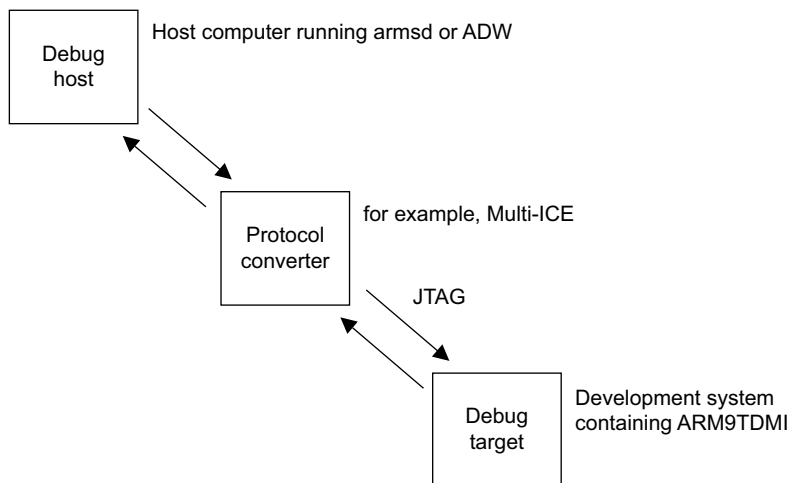 Debug
host
Host computer running armsd or ADW
Protocol
converter
for example, Multi-ICE
JTAG
Debug
target
Development system
containing ARM9TDMI